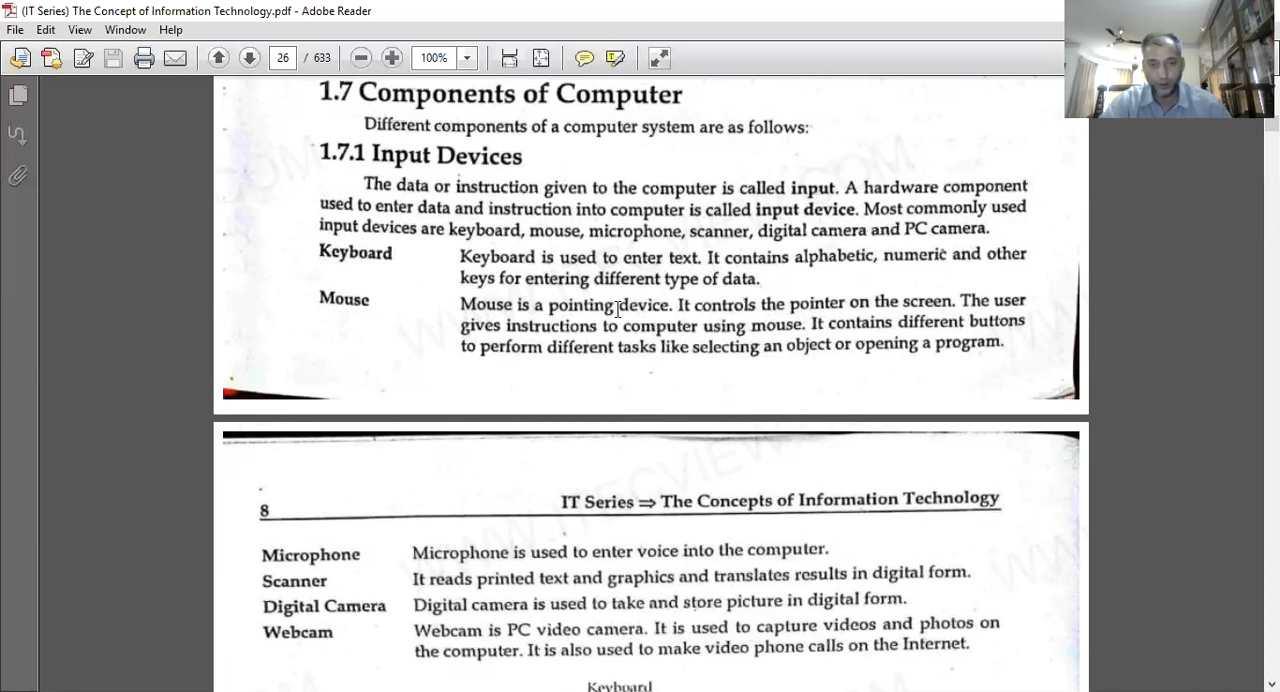 (IT Series) The Concept of Information Technology.pdf - Adobe Reader
File Edit View Window Help
26 / 633 100%
1.7 Components of Computer
Different components of a computer system are as follows:
1.7.1 Input Devices
The data or instruction given to the computer is called input. A hardware component
used to enter data and instruction into computer is called input device. Most commonly used
input devices are keyboard, mouse, microphone, scanner, digital camera and PC camera.
Keyboard Keyboard is used to enter text. It contains alphabetic, numeric and other
keys for entering different type of data.
Mouse Mouse is a pointing device. It controls the pointer on the screen. The user
gives instructions to computer using mouse. It contains different buttons
to perform different tasks like selecting an object or opening a program.
8 IT Series ⇒ The Concepts of Information Technology
Microphone Microphone is used to enter voice into the computer.
Scanner It reads printed text and graphics and translates results in digital form.
Digital Camera Digital camera is used to take and store picture in digital form.
Webcam Webcam is PC video camera. It is used to capture videos and photos on
the computer. It is also used to make video phone calls on the Internet.
Keyboard